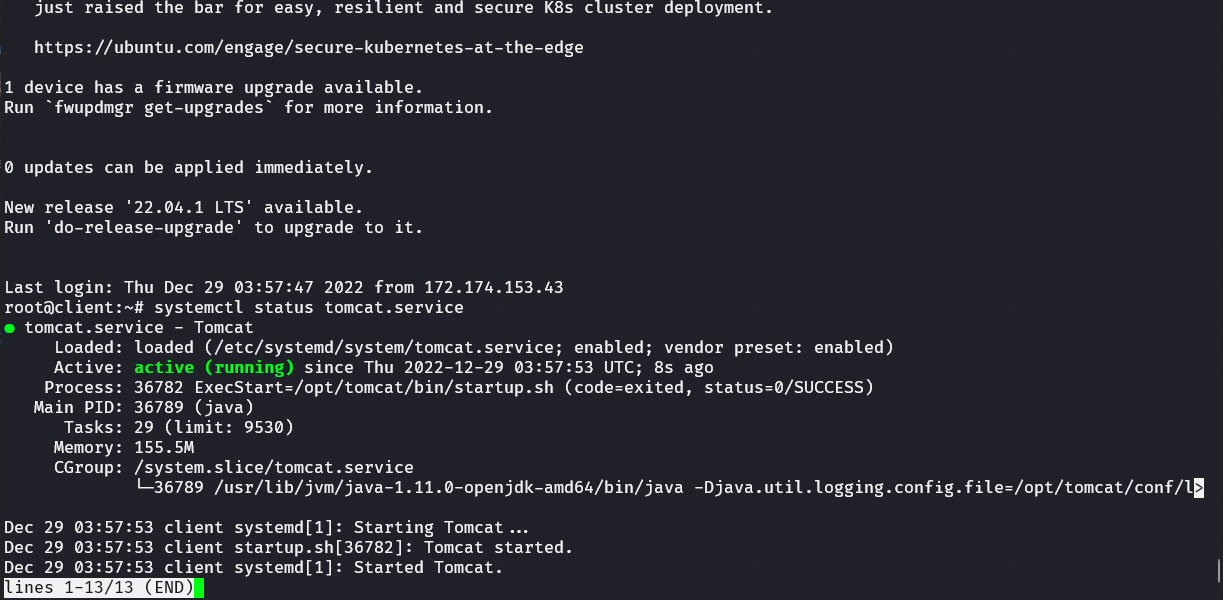 just raised the bar for easy, resilient and secure K8s cluster deployment.
https://ubuntu.com/engage/secure-kubernetes-at-the-edge
1 device has a firmware upgrade available.
Run `fwupdmgr get-upgrades` for more information.
0 updates can be applied immediately.
New release '22.04.1 LTS' available.
Run 'do-release-upgrade' to upgrade to it.
Last login: Thu Dec 29 03:57:47 2022 from 172.174.153.43
root@client:~# systemctl status tomcat.service
● tomcat.service - Tomcat
Loaded: loaded (/etc/systemd/system/tomcat.service; enabled; vendor preset: enabled)
Active: active (running) since Thu 2022-12-29 03:57:53 UTC; 8s ago
Process: 36782 ExecStart=/opt/tomcat/bin/startup.sh (code=exited, status=0/SUCCESS)
Main PID: 36789 (java)
Tasks: 29 (limit: 9530)
Memory: 155.5M
CGroup: /system.slice/tomcat.service
└─36789 /usr/lib/jvm/java-1.11.0-openjdk-amd64/bin/java -Djava.util.logging.config.file=/opt/tomcat/conf/l>
Dec 29 03:57:53 client systemd[1]: Starting Tomcat...
Dec 29 03:57:53 client startup.sh[36782]: Tomcat started.
Dec 29 03:57:53 client systemd[1]: Started Tomcat.
lines 1-13/13 (END)